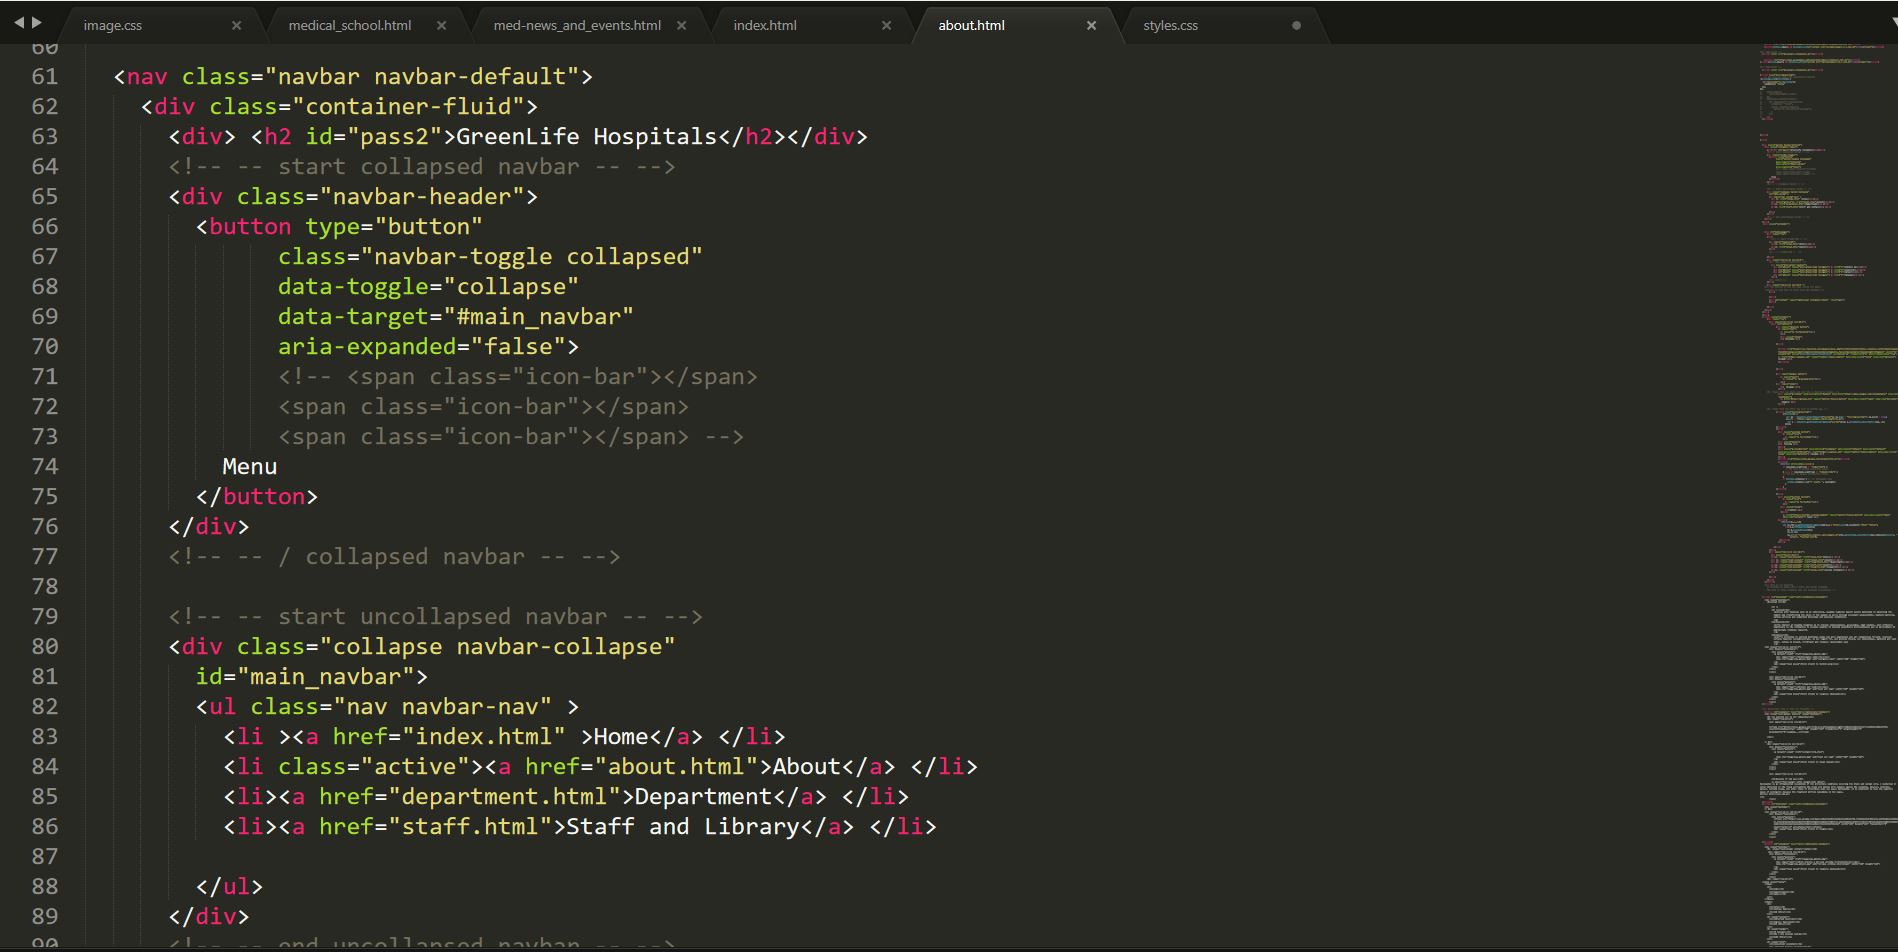 image.css × medical_school.html × med-news_and_events.html × index.html × about.html × styles.css
60
61 <nav class="navbar navbar-default">
62 <div class="container-fluid">
63 <div> <h2 id="pass2">GreenLife Hospitals</h2></div>
64 <!-- -- start collapsed navbar -- -->
65 <div class="navbar-header">
66 <button type="button"
67 class="navbar-toggle collapsed"
68 data-toggle="collapse"
69 data-target="#main_navbar"
70 aria-expanded="false">
71 <!-- <span class="icon-bar"></span>
72 <span class="icon-bar"></span>
73 <span class="icon-bar"></span> -->
74 Menu
75 </button>
76 </div>
77 <!-- -- / collapsed navbar -- -->
78
79 <!-- -- start uncollapsed navbar -- -->
80 <div class="collapse navbar-collapse"
81 id="main_navbar">
82 <ul class="nav navbar-nav" >
83 <li ><a href="index.html" >Home</a> </li>
84 <li class="active"><a href="about.html">About</a> </li>
85 <li><a href="department.html">Department</a> </li>
86 <li><a href="staff.html">Staff and Library</a> </li>
87
88 </ul>
89 </div>
90 <!-- -- end uncollapsed navbar -- -->